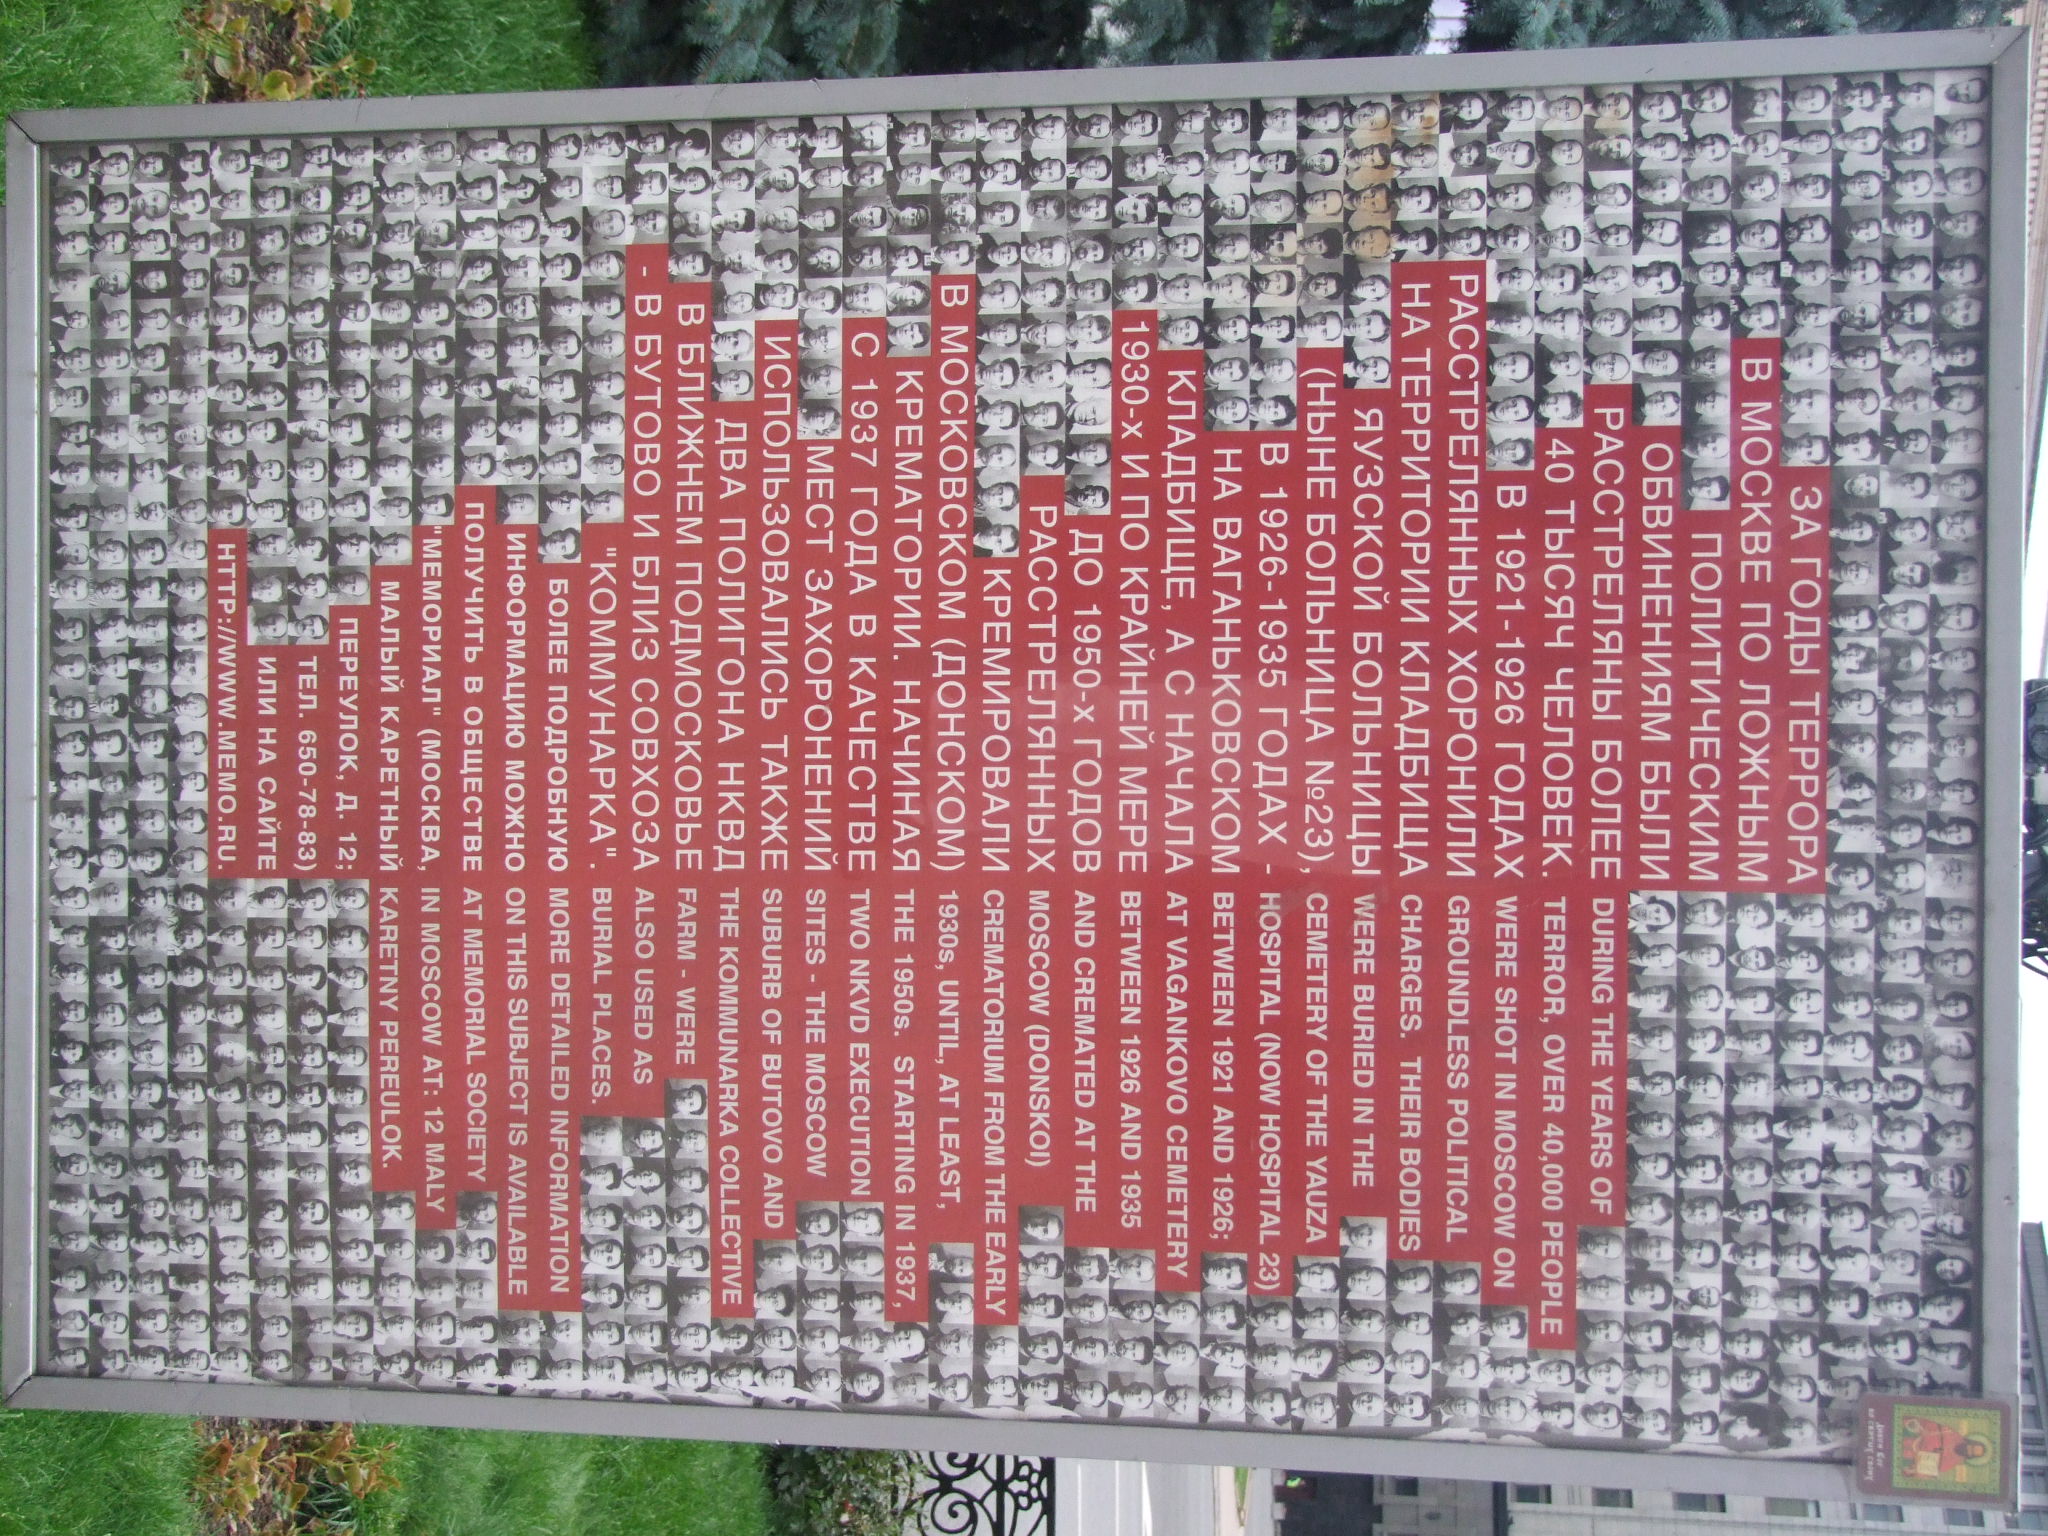 ЗА ГОДЫ ТЕРРОРА
В МОСКВЕ ПО ЛОЖНЫМ
ПОЛИТИЧЕСКИМ
ОБВИНЕНИЯМ БЫЛИ
РАССТРЕЛЯНЫ БОЛЕЕ
40 ТЫСЯЧ ЧЕЛОВЕК.
В 1921-1926 ГОДАХ
РАССТРЕЛЯННЫХ ХОРОНИЛИ
НА ТЕРРИТОРИИ КЛАДБИЩА
ЯУЗСКОЙ БОЛЬНИЦЫ
(НЫНЕ БОЛЬНИЦА №23),
В 1926-1935 ГОДАХ -
НА ВАГАНЬКОВСКОМ
КЛАДБИЩЕ, А С НАЧАЛА
1930-х И ПО КРАЙНЕЙ МЕРЕ
ДО 1950-х ГОДОВ
РАССТРЕЛЯННЫХ
КРЕМИРОВАЛИ
В МОСКОВСКОМ (ДОНСКОМ)
КРЕМАТОРИИ. НАЧИНАЯ
С 1937 ГОДА В КАЧЕСТВЕ
МЕСТ ЗАХОРОНЕНИЙ
ИСПОЛЬЗОВАЛИСЬ ТАКЖЕ
ДВА ПОЛИГОНА НКВД
В БЛИЖНЕМ ПОДМОСКОВЬЕ
- В БУТОВО И БЛИЗ СОВХОЗА
"КОММУНАРКА".
БОЛЕЕ ПОДРОБНУЮ
ИНФОРМАЦИЮ МОЖНО
ПОЛУЧИТЬ В ОБЩЕСТВЕ
"МЕМОРИАЛ" (МОСКВА,
МАЛЫЙ КАРЕТНЫЙ
ПЕРЕУЛОК, Д. 12;
ТЕЛ. 650-78-83)
ИЛИ НА САЙТЕ
HTTP://WWW.MEMO.RU.
DURING THE YEARS OF
TERROR, OVER 40,000 PEOPLE
WERE SHOT IN MOSCOW ON
GROUNDLESS POLITICAL
CHARGES. THEIR BODIES
WERE BURIED IN THE
CEMETERY OF THE YAUZA
HOSPITAL (NOW HOSPITAL 23)
BETWEEN 1921 AND 1926;
AT VAGANKOVO CEMETERY
BETWEEN 1926 AND 1935
AND CREMATED AT THE
MOSCOW (DONSKOI)
CREMATORIUM FROM THE EARLY
1930s, UNTIL, AT LEAST,
THE 1950s. STARTING IN 1937,
TWO NKVD EXECUTION
SITES - THE MOSCOW
SUBURB OF BUTOVO AND
THE KOMMUNARKA COLLECTIVE
FARM - WERE
ALSO USED AS
BURIAL PLACES.
MORE DETAILED INFORMATION
ON THIS SUBJECT IS AVAILABLE
AT MEMORIAL SOCIETY
IN MOSCOW AT: 12 MALY
KARETNY PEREULOK.